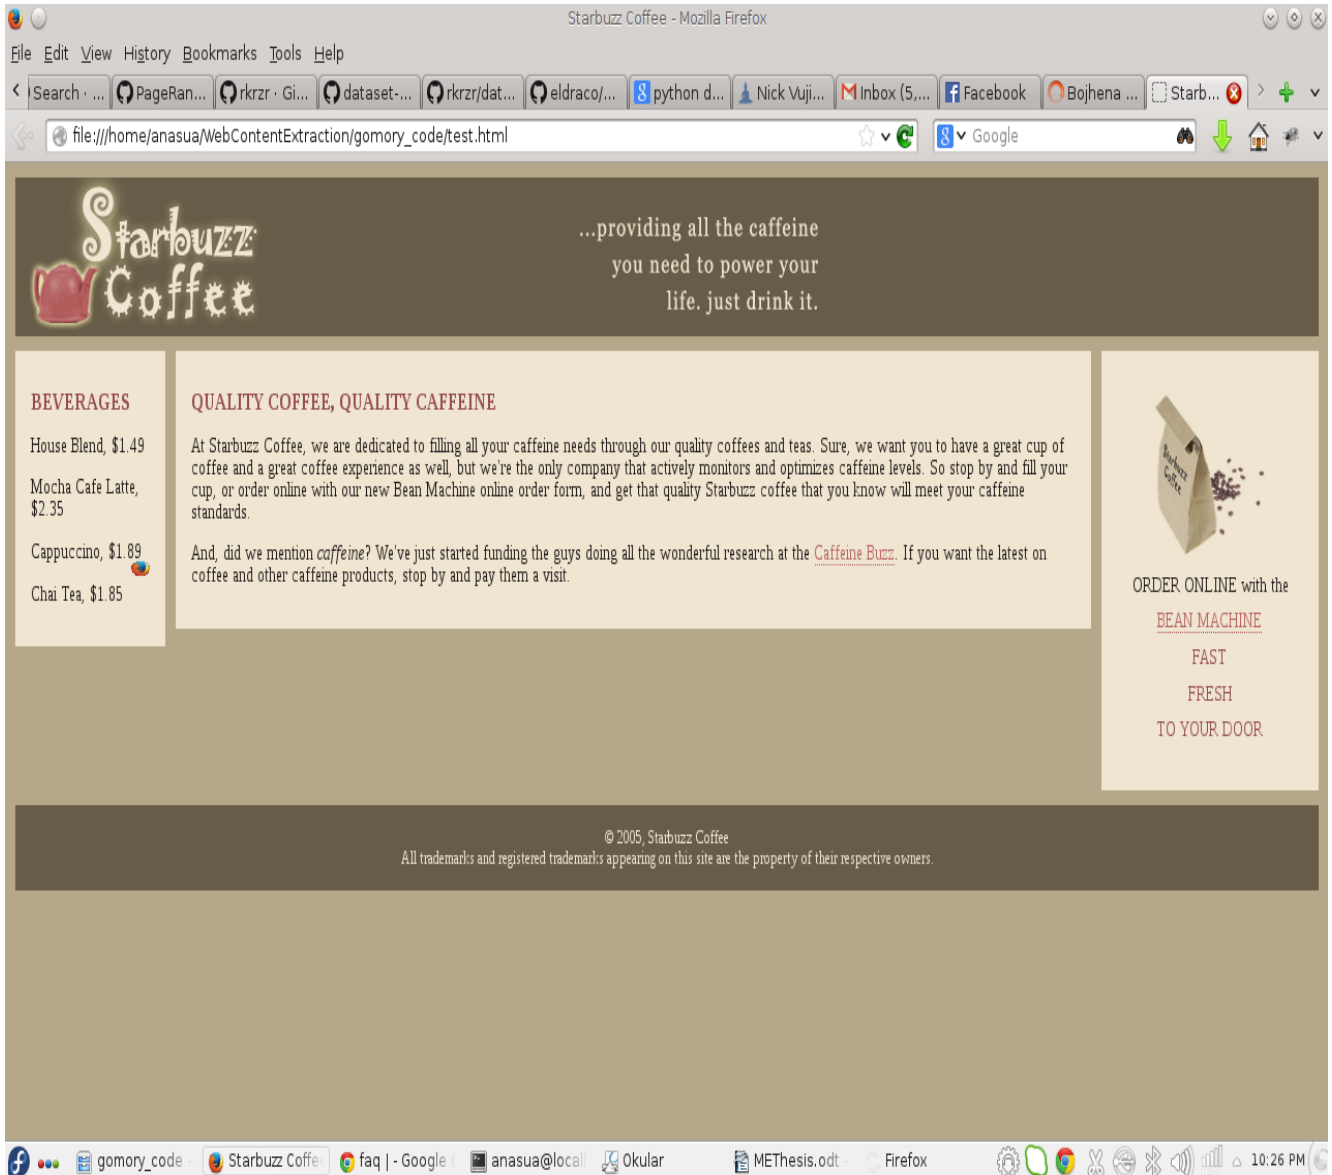 Starbuzz Coffee - Mozilla Firefox
File Edit View History Bookmarks Tools Help
Search · ... PageRan... rkrzr · Gi... dataset-... rkrzr/dat... eldraco/... python d... Nick Vuji... Inbox (5,... Facebook Bojhena ... Starb...
file:///home/anasua/WebContentExtraction/gomory_code/test.html Google
Starbuzz
Coffee
...providing all the caffeine
you need to power your
life. just drink it.
BEVERAGES
House Blend, $1.49
Mocha Cafe Latte,
$2.35
Cappuccino, $1.89
Chai Tea, $1.85
QUALITY COFFEE, QUALITY CAFFEINE
At Starbuzz Coffee, we are dedicated to filling all your caffeine needs through our quality coffees and teas. Sure, we want you to have a great cup of
coffee and a great coffee experience as well, but we're the only company that actively monitors and optimizes caffeine levels. So stop by and fill your
cup, or order online with our new Bean Machine online order form, and get that quality Starbuzz coffee that you know will meet your caffeine
standards.
And, did we mention caffeine? We've just started funding the guys doing all the wonderful research at the Caffeine Buzz. If you want the latest on
coffee and other caffeine products, stop by and pay them a visit.
Starbuzz
Coffee
ORDER ONLINE with the
BEAN MACHINE
FAST
FRESH
TO YOUR DOOR
© 2005, Starbuzz Coffee
All trademarks and registered trademarks appearing on this site are the property of their respective owners.
gomory_code - Starbuzz Coffe faq | - Google anasua@local Okular METhesis.odt - Firefox 10:26 PM